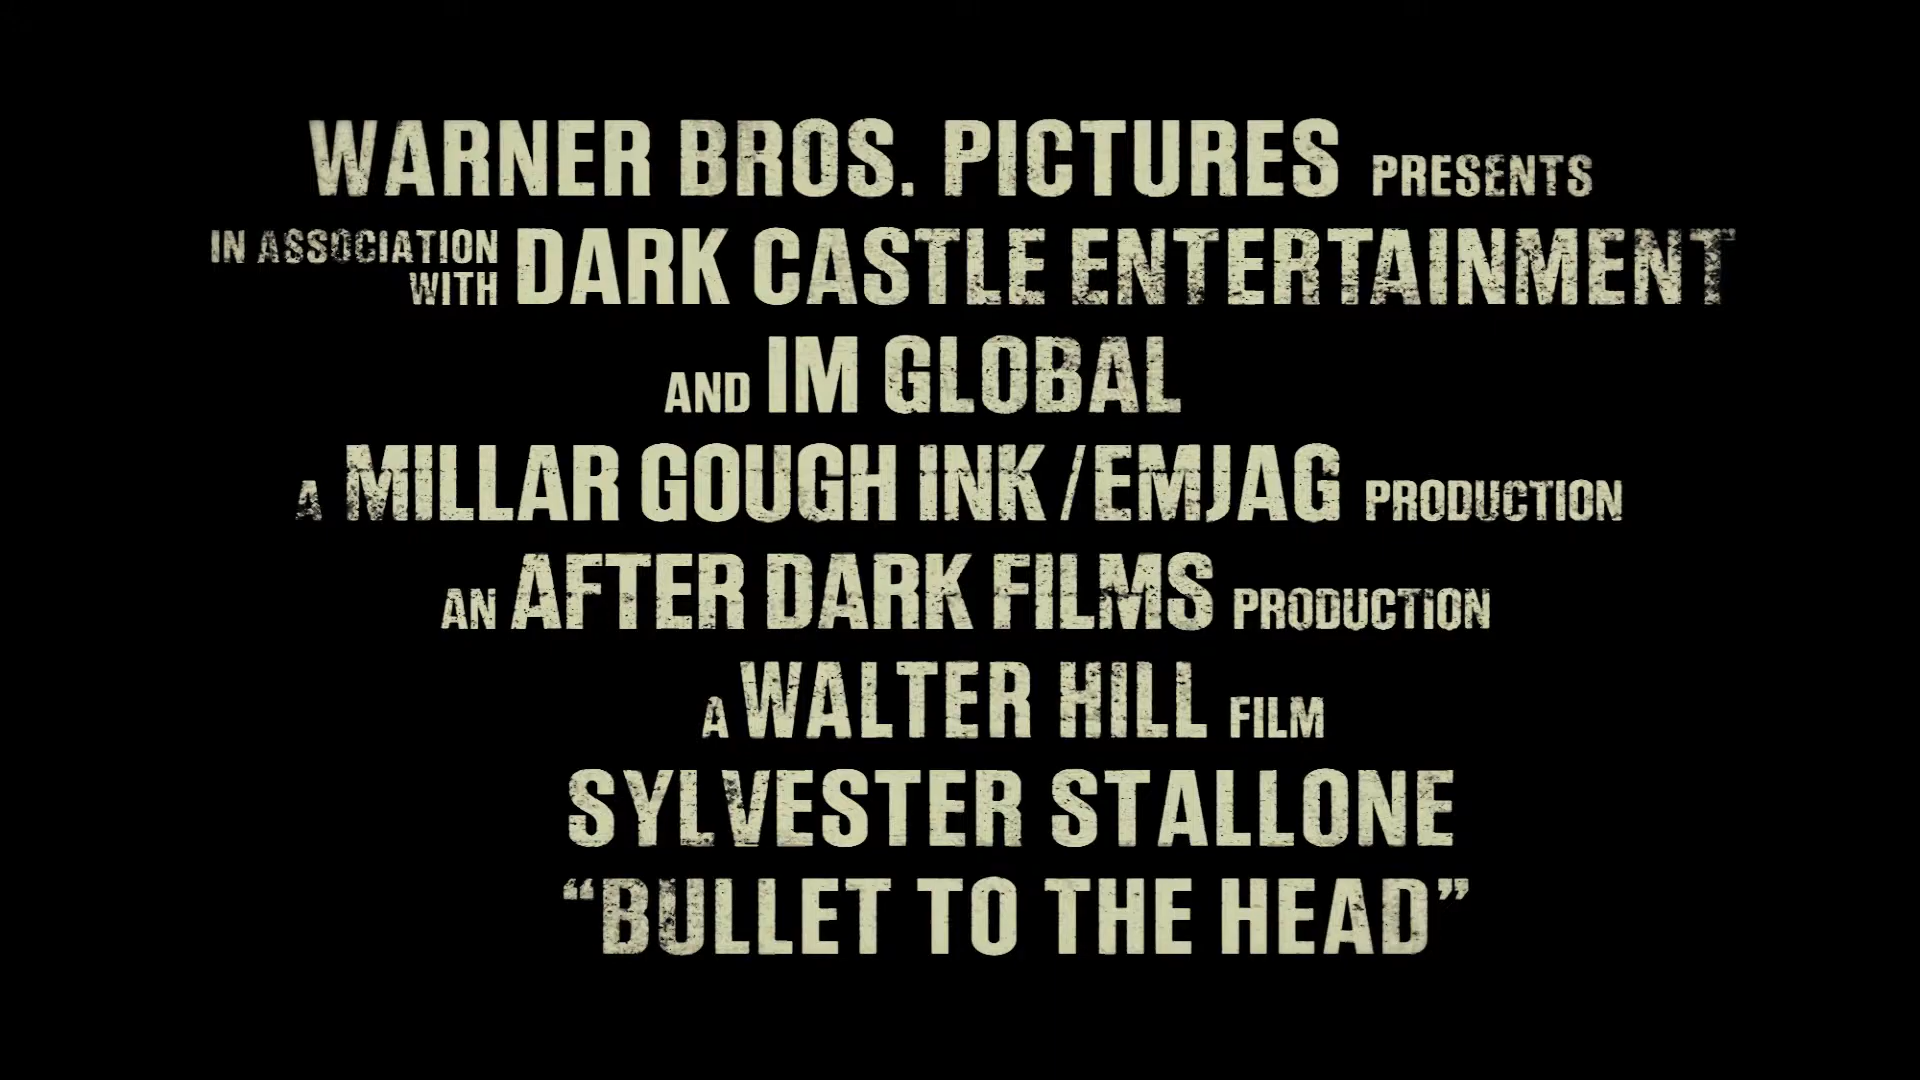 WARNER BROS. PICTURES PRESENTS
IN ASSOCIATION WITH DARK CASTLE ENTERTAINMENT
AND IM GLOBAL
A MILLAR GOUGH INK/EMJAG PRODUCTION
AN AFTER DARK FILMS PRODUCTION
A WALTER HILL FILM
SYLVESTER STALLONE
“BULLET TO THE HEAD”